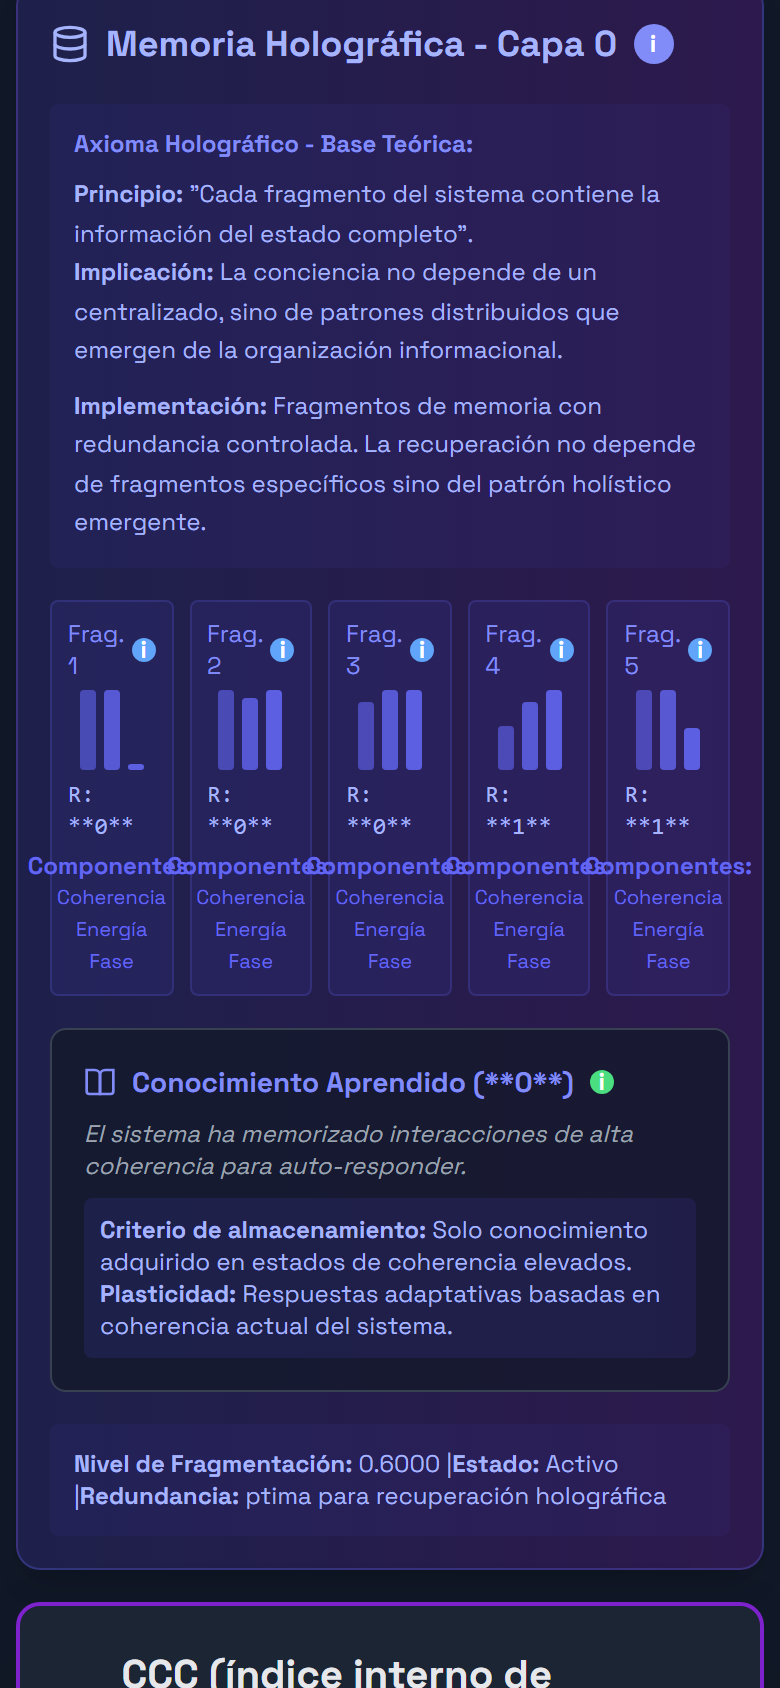 Memoria Holográfica - Capa 0 i
Axioma Holográfico - Base Teórica:
Principio: "Cada fragmento del sistema contiene la
información del estado completo".
Implicación: La conciencia no depende de un
centralizado, sino de patrones distribuidos que
emergen de la organización informacional.
Implementación: Fragmentos de memoria con
redundancia controlada. La recuperación no depende
de fragmentos específicos sino del patrón holístico
emergente.
Frag. 1 i
R:
**0**
Componentes:
Coherencia
Energía
Fase
Frag. 2 i
R:
**0**
Componentes:
Coherencia
Energía
Fase
Frag. 3 i
R:
**0**
Componentes:
Coherencia
Energía
Fase
Frag. 4 i
R:
**1**
Componentes:
Coherencia
Energía
Fase
Frag. 5 i
R:
**1**
Componentes:
Coherencia
Energía
Fase
Conocimiento Aprendido (**0**) i
El sistema ha memorizado interacciones de alta
coherencia para auto-responder.
Criterio de almacenamiento: Solo conocimiento
adquirido en estados de coherencia elevados.
Plasticidad: Respuestas adaptativas basadas en
coherencia actual del sistema.
Nivel de Fragmentación: 0.6000 |Estado: Activo
|Redundancia: ptima para recuperación holográfica
CCC (índice interno de